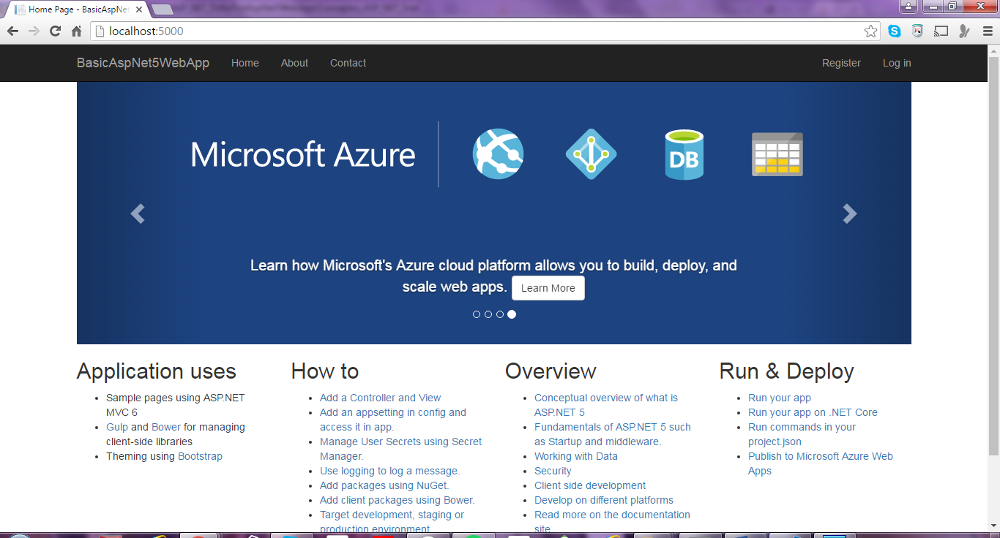 Home Page - BasicAspNet
localhost:5000
BasicAspNet5WebApp Home About Contact Register Log in
Microsoft Azure
DB
Learn how Microsoft's Azure cloud platform allows you to build, deploy, and
scale web apps. Learn More
Application uses
Sample pages using ASP.NET
MVC 6
Gulp and Bower for managing
client-side libraries
Theming using Bootstrap
How to
Add a Controller and View
Add an appsetting in config and
access it in app.
Manage User Secrets using Secret
Manager.
Use logging to log a message.
Add packages using NuGet.
Add client packages using Bower.
Target development, staging or
production environment
Overview
Conceptual overview of what is
ASP.NET 5
Fundamentals of ASP.NET 5 such
as Startup and middleware.
Working with Data
Security
Client side development
Develop on different platforms
Read more on the documentation
site
Run & Deploy
Run your app
Run your app on .NET Core
Run commands in your
project.json
Publish to Microsoft Azure Web
Apps